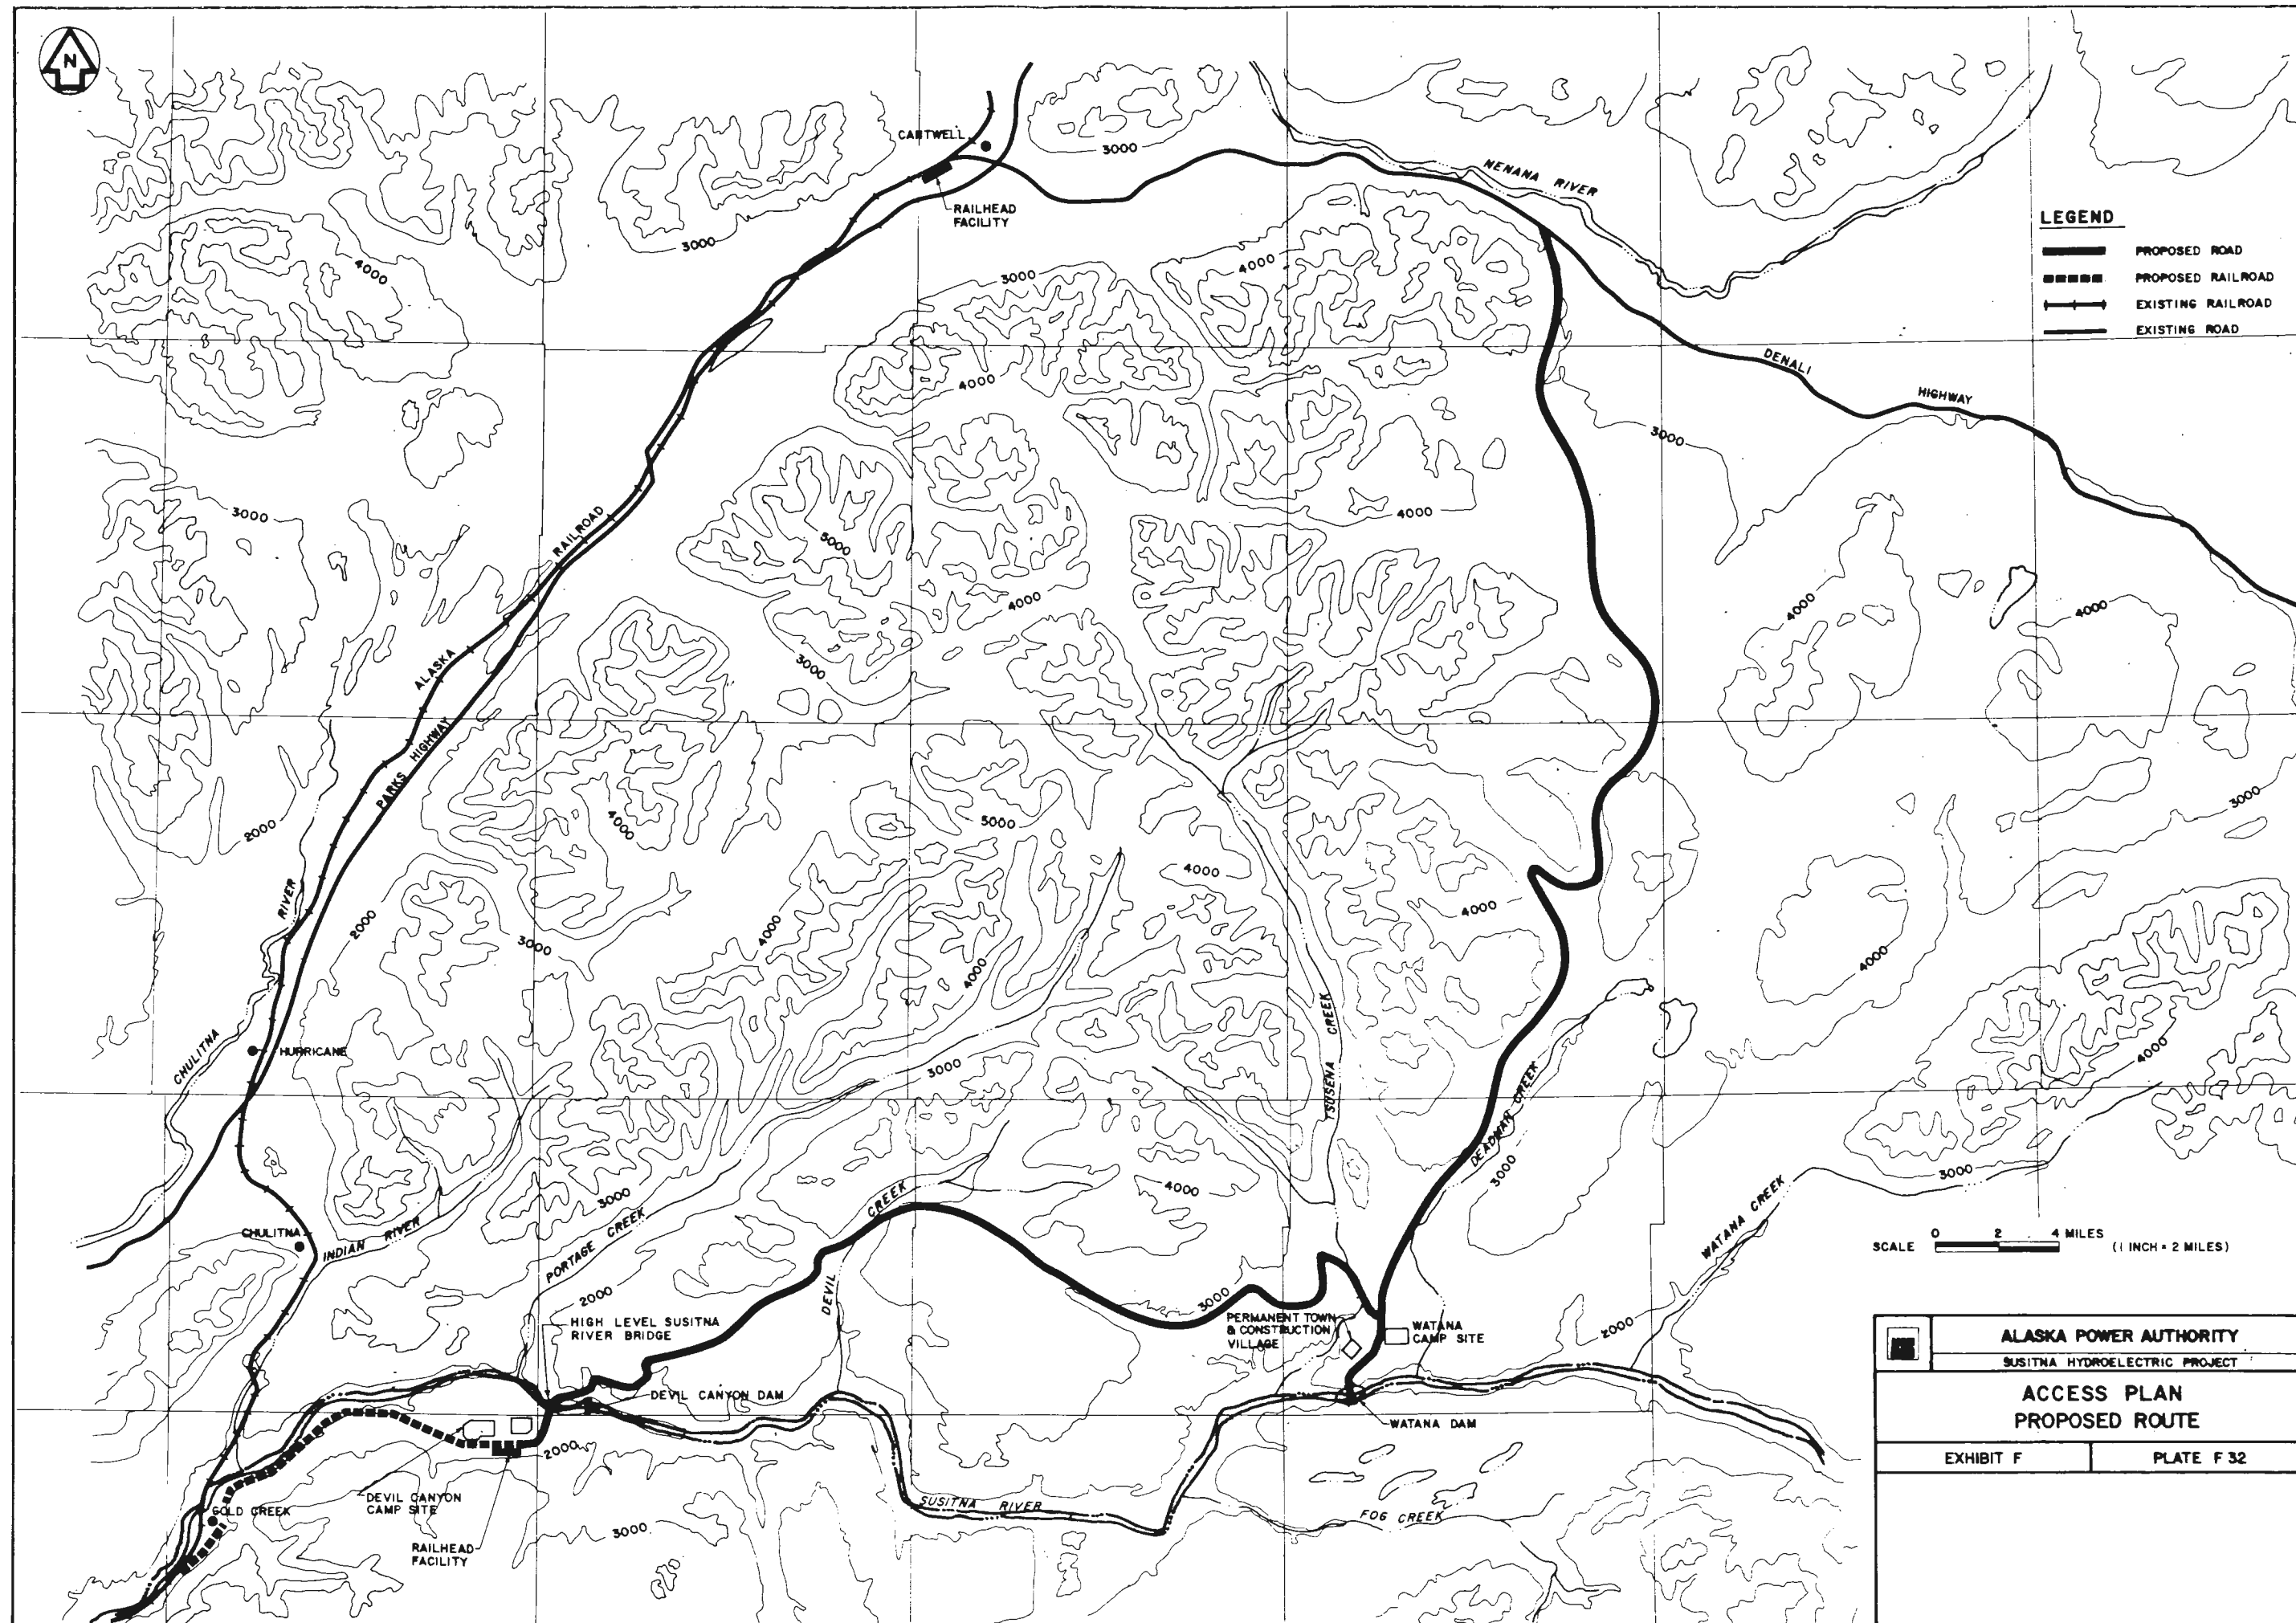 N
CANTWELL
3000
RAILHEAD
FACILITY
NENANA RIVER
LEGEND
PROPOSED ROAD
PROPOSED RAILROAD
EXISTING RAILROAD
EXISTING ROAD
3000
4000
3000
4000
4000
DENALI
HIGHWAY
3000
3000
4000
5000
ALASKA
RAILROAD
4000
4000
4000
3000
PARKS HIGHWAY
2000
4000
5000
3000
4000
RIVER
2000
4000
4000
3000
4000
4000
CHULITNA
HURRICANE
TSUSENA CREEK
3000
4000
DEADMAN CREEK
3000
4000
3000
CREEK
3000
WATANA CREEK
CHULITNA
INDIAN RIVER
PORTAGE CREEK
SCALE
0 2 4 MILES
(1 INCH = 2 MILES)
2000
DEVIL
3000
HIGH LEVEL SUSITNA
RIVER BRIDGE
PERMANENT TOWN
& CONSTRUCTION
VILLAGE
WATANA
CAMP SITE
2000
DEVIL CANYON DAM
WATANA DAM
2000
DEVIL CANYON
CAMP SITE
GOLD CREEK
SUSITNA RIVER
FOG CREEK
3000
RAILHEAD
FACILITY
ALASKA POWER AUTHORITY
SUSITNA HYDROELECTRIC PROJECT
ACCESS PLAN
PROPOSED ROUTE
EXHIBIT F
PLATE F 32